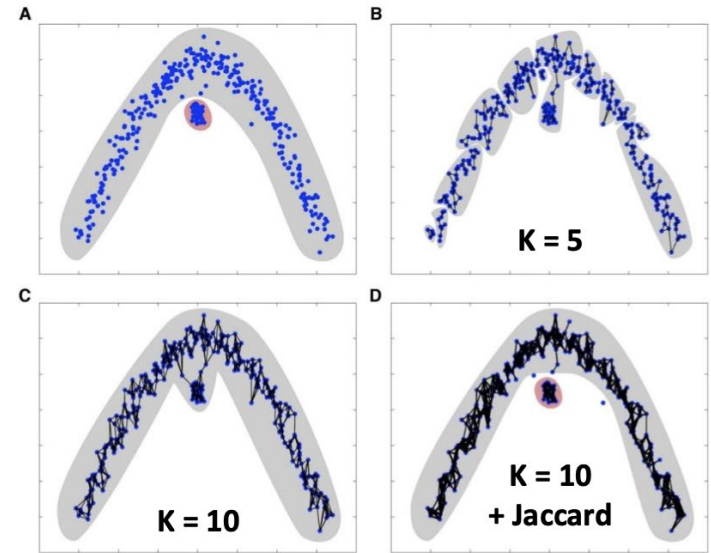 A
B
K = 5
C
K = 10
D
K = 10
+ Jaccard